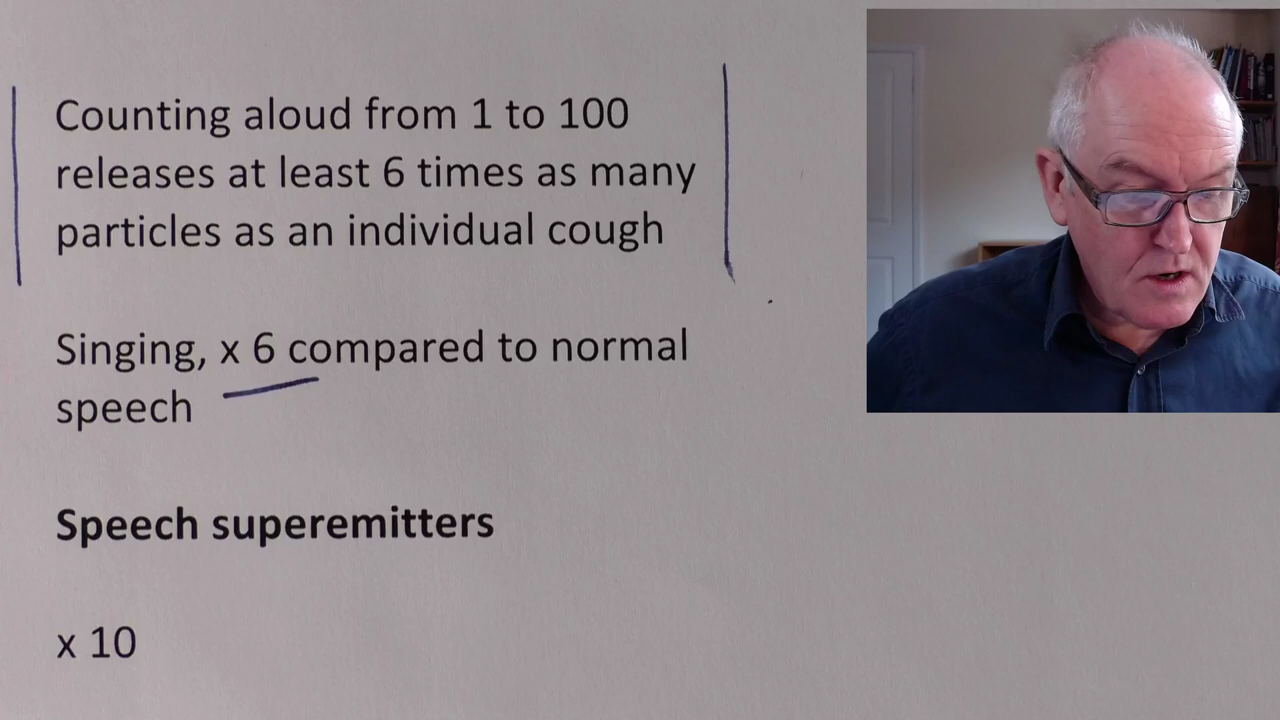 Counting aloud from 1 to 100
releases at least 6 times as many
particles as an individual cough
Singing, x 6 compared to normal
speech
Speech superemitters
x 10